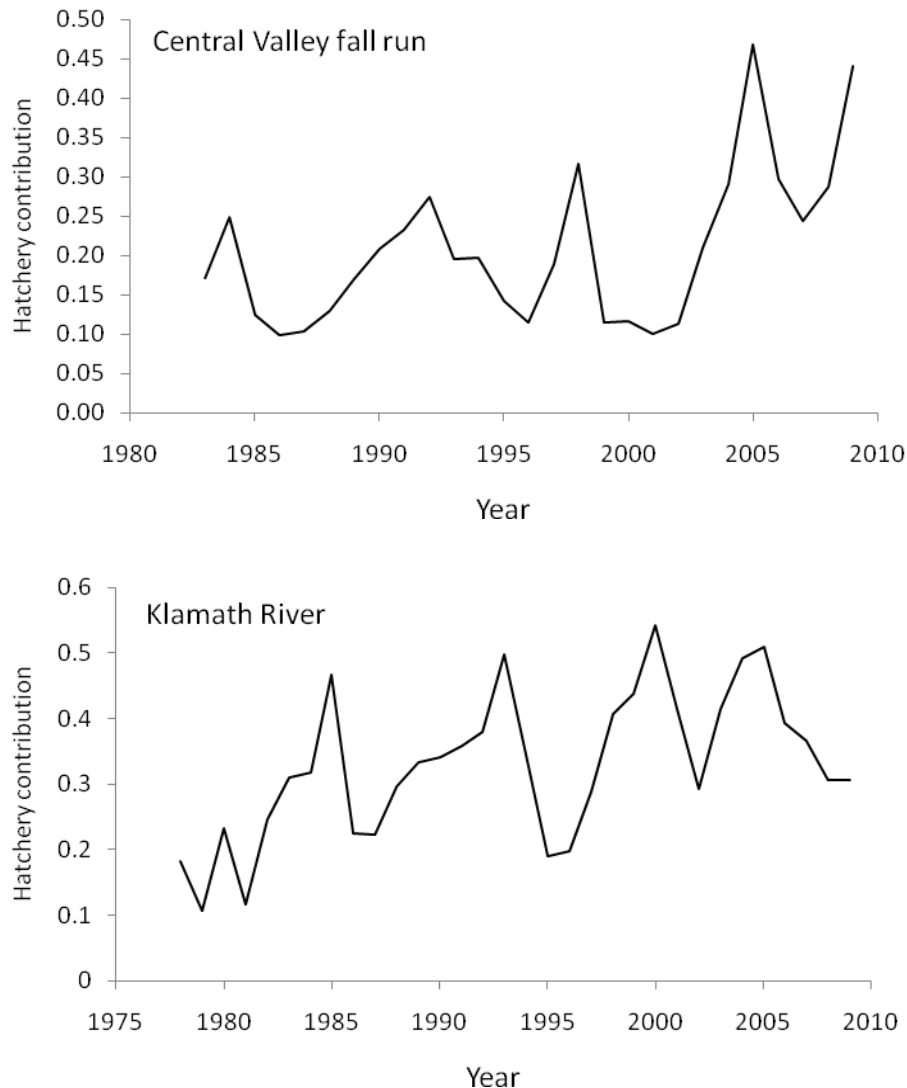 0.50
Central Valley fall run
0.45
0.40
0.35
0.30
0.25
0.20
0.15
0.10
0.05
0.00
Hatchery contribution
1980 1985 1990 1995 2000 2005 2010
Year
0.6
Klamath River
0.5
0.4
0.3
0.2
0.1
0
Hatchery contribution
1975 1980 1985 1990 1995 2000 2005 2010
Year